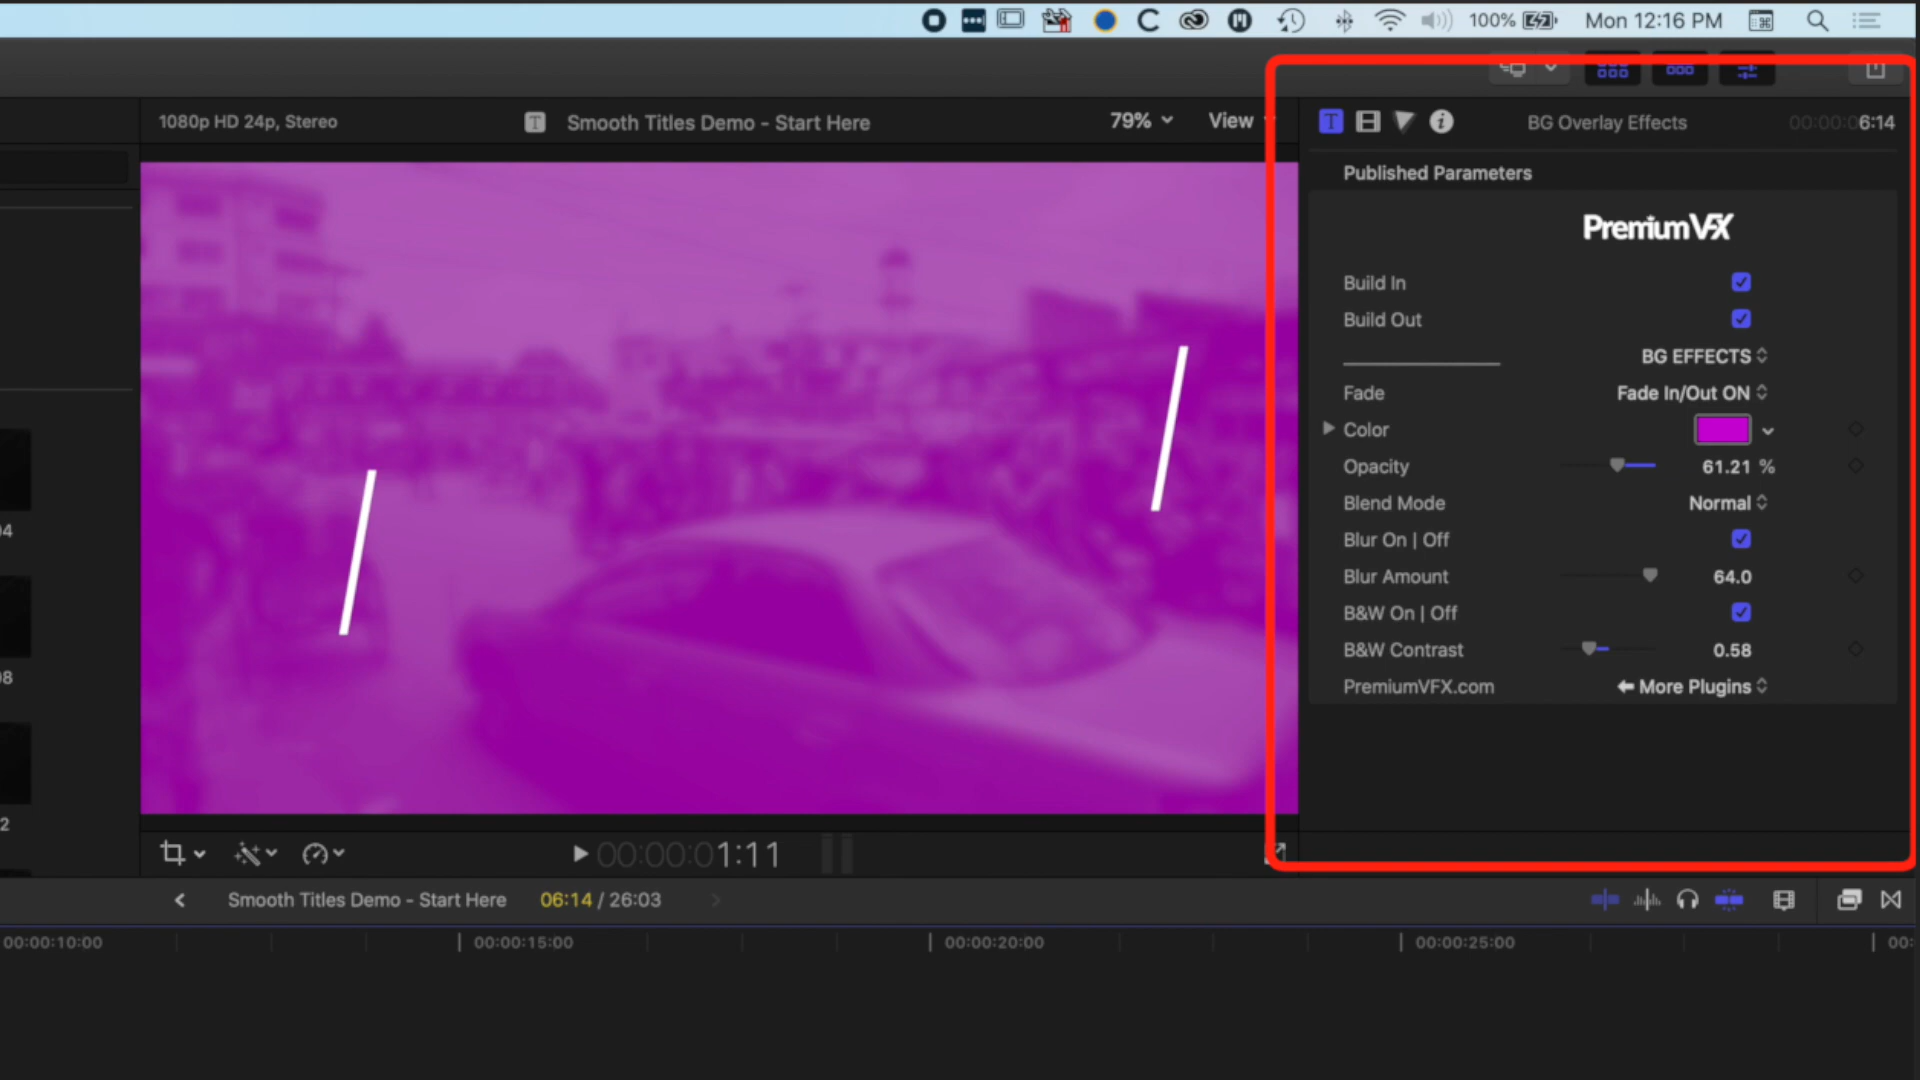 100% Mon 12:16 PM
1080p HD 24p, Stereo
T Smooth Titles Demo - Start Here
79% View
T BG Overlay Effects 00:00:06:14
Published Parameters
PremiumVFX
Build In
Build Out
BG EFFECTS
Fade Fade In/Out ON
Color
Opacity 61.21 %
Blend Mode Normal
Blur On | Off
Blur Amount 64.0
B&W On | Off
B&W Contrast 0.58
PremiumVFX.com More Plugins
2
00:00:01:11
Smooth Titles Demo - Start Here 06:14 / 26:03
00:00:10:00 00:00:15:00 00:00:20:00 00:00:25:00 00: